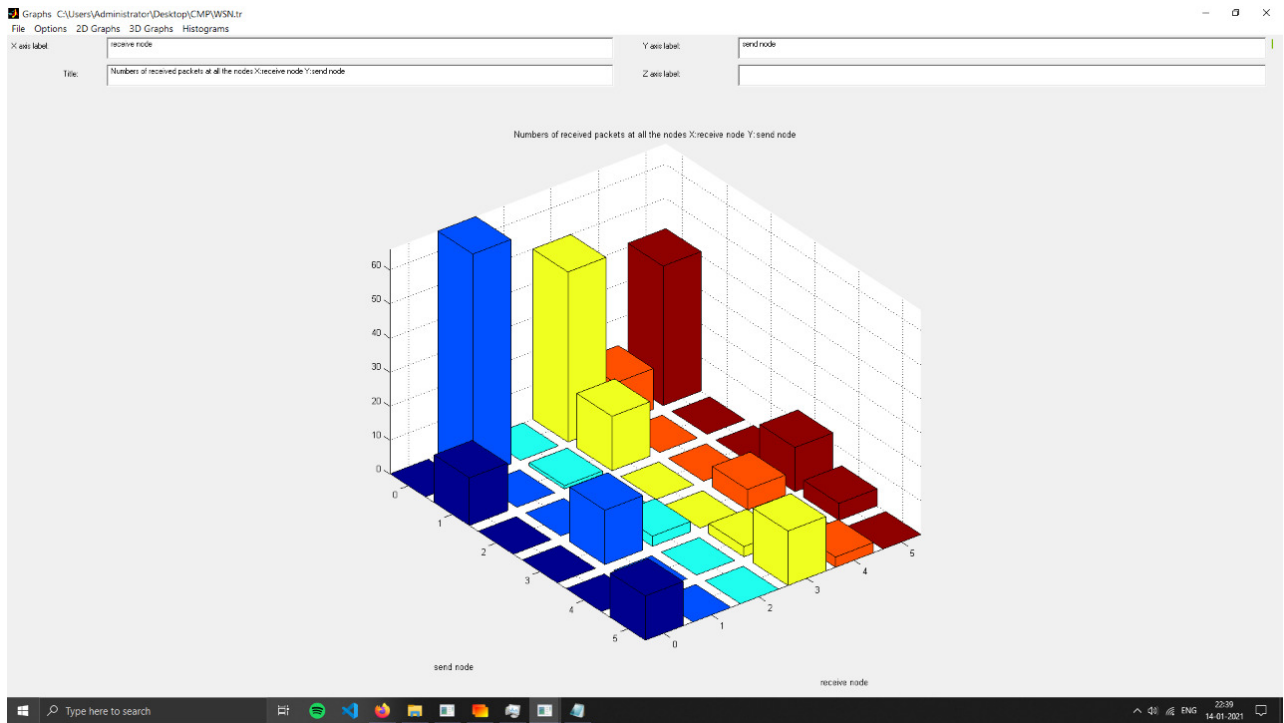 Graphs C:\Users\Administrator\Desktop\CMP\WSN.tr
File Options 2D Graphs 3D Graphs Histograms
X axis label: receive node Y axis label: send node
Title: Numbers of received packets at all the nodes X:receive node Y:send node Z axis label:
Numbers of received packets at all the nodes X:receive node Y:send node
60
50
40
30
20
10
0
0
1
2
3
4
5
0
1
2
3
4
5
send node
receive node
Type here to search
ENG
22:39
14-01-2021